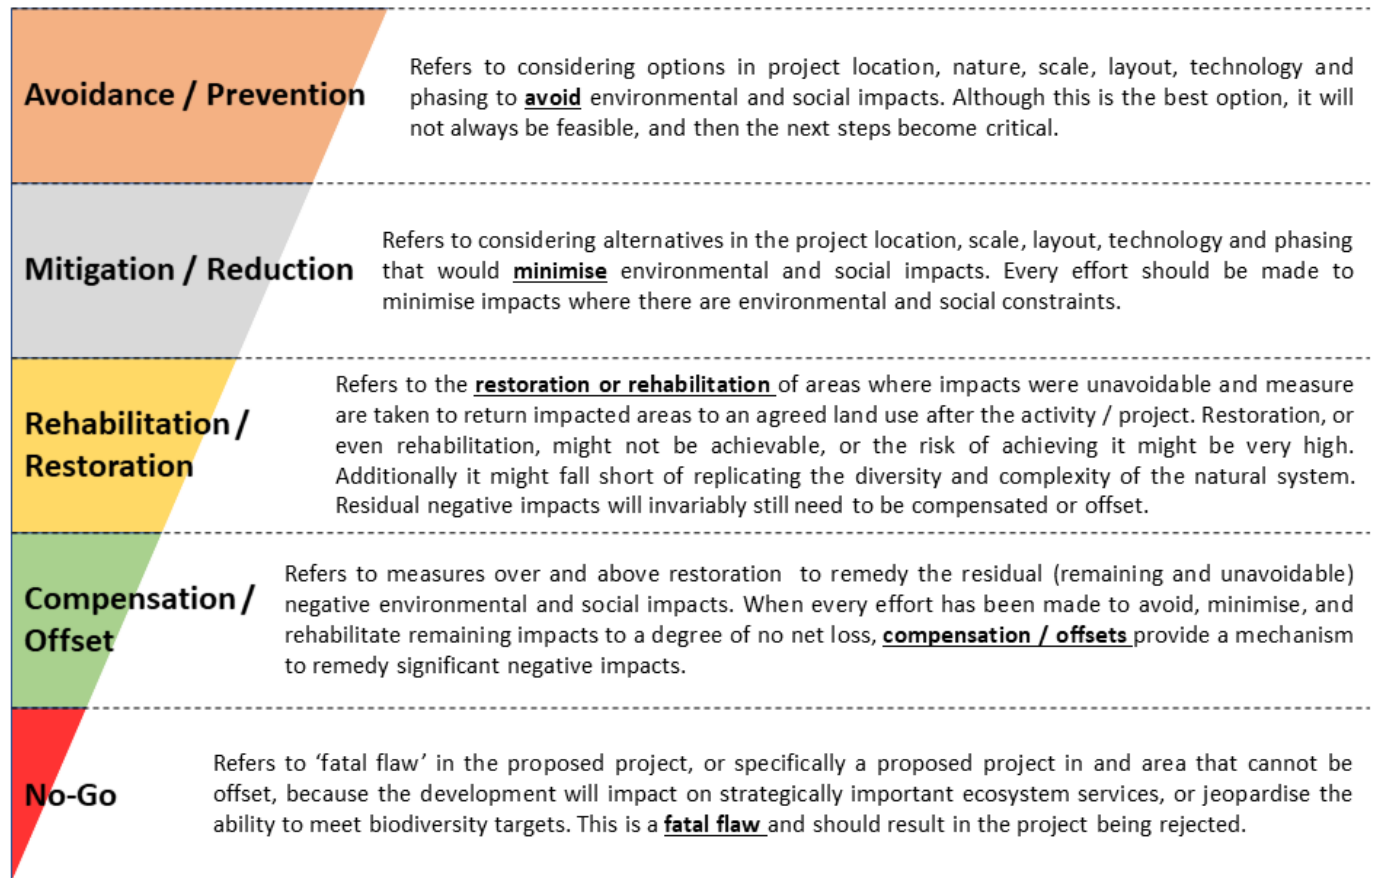 Avoidance / Prevention
Refers to considering options in project location, nature, scale, layout, technology and
phasing to avoid environmental and social impacts. Although this is the best option, it will
not always be feasible, and then the next steps become critical.
Mitigation / Reduction
Refers to considering alternatives in the project location, scale, layout, technology and phasing
that would minimise environmental and social impacts. Every effort should be made to
minimise impacts where there are environmental and social constraints.
Rehabilitation /
Restoration
Refers to the restoration or rehabilitation of areas where impacts were unavoidable and measure
are taken to return impacted areas to an agreed land use after the activity / project. Restoration, or
even rehabilitation, might not be achievable, or the risk of achieving it might be very high.
Additionally it might fall short of replicating the diversity and complexity of the natural system.
Residual negative impacts will invariably still need to be compensated or offset.
Compensation /
Offset
Refers to measures over and above restoration to remedy the residual (remaining and unavoidable)
negative environmental and social impacts. When every effort has been made to avoid, minimise, and
rehabilitate remaining impacts to a degree of no net loss, compensation / offsets provide a mechanism
to remedy significant negative impacts.
No-Go
Refers to ‘fatal flaw’ in the proposed project, or specifically a proposed project in and area that cannot be
offset, because the development will impact on strategically important ecosystem services, or jeopardise the
ability to meet biodiversity targets. This is a fatal flaw and should result in the project being rejected.